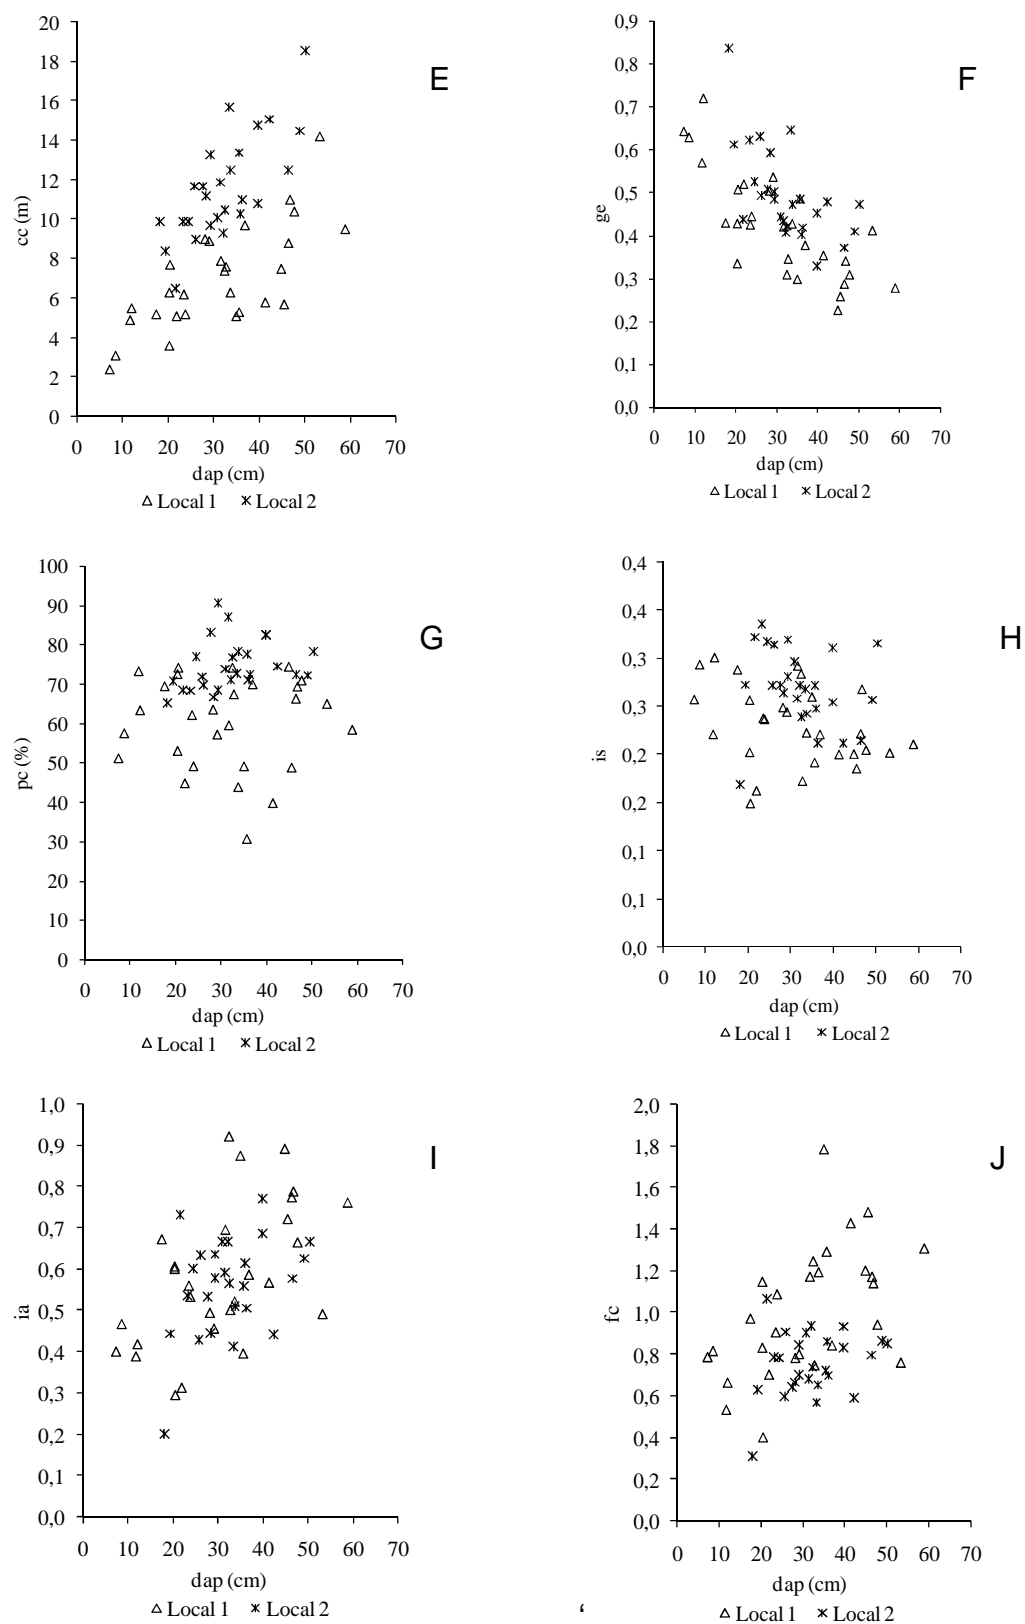 20
18
16
14
12
10
8
6
4
2
0
cc (m)
0 10 20 30 40 50 60 70
dap (cm)
Local 1 Local 2
E
0,9
0,8
0,7
0,6
0,5
0,4
0,3
0,2
0,1
0,0
ge
0 10 20 30 40 50 60 70
dap (cm)
Local 1 Local 2
F
100
90
80
70
60
50
40
30
20
10
0
pc (%)
0 10 20 30 40 50 60 70
dap (cm)
Local 1 Local 2
G
0,4
0,4
0,3
0,3
0,2
0,2
0,1
0,1
0,0
is
0 10 20 30 40 50 60 70
dap (cm)
Local 1 Local 2
H
1,0
0,9
0,8
0,7
0,6
0,5
0,4
0,3
0,2
0,1
0,0
ia
0 10 20 30 40 50 60 70
dap (cm)
Local 1 Local 2
I
2,0
1,8
1,6
1,4
1,2
1,0
0,8
0,6
0,4
0,2
0,0
fc
0 10 20 30 40 50 60 70
dap (cm)
Local 1 Local 2
J
‘